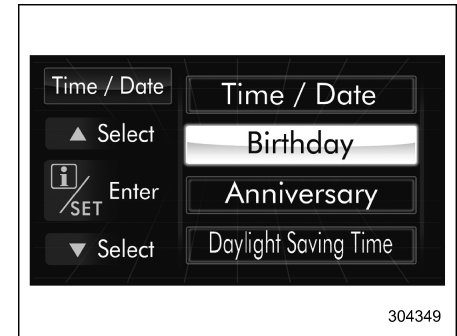 Time / Date
▲ Select
i/SET Enter
▼ Select
Time / Date
Birthday
Anniversary
Daylight Saving Time
304349